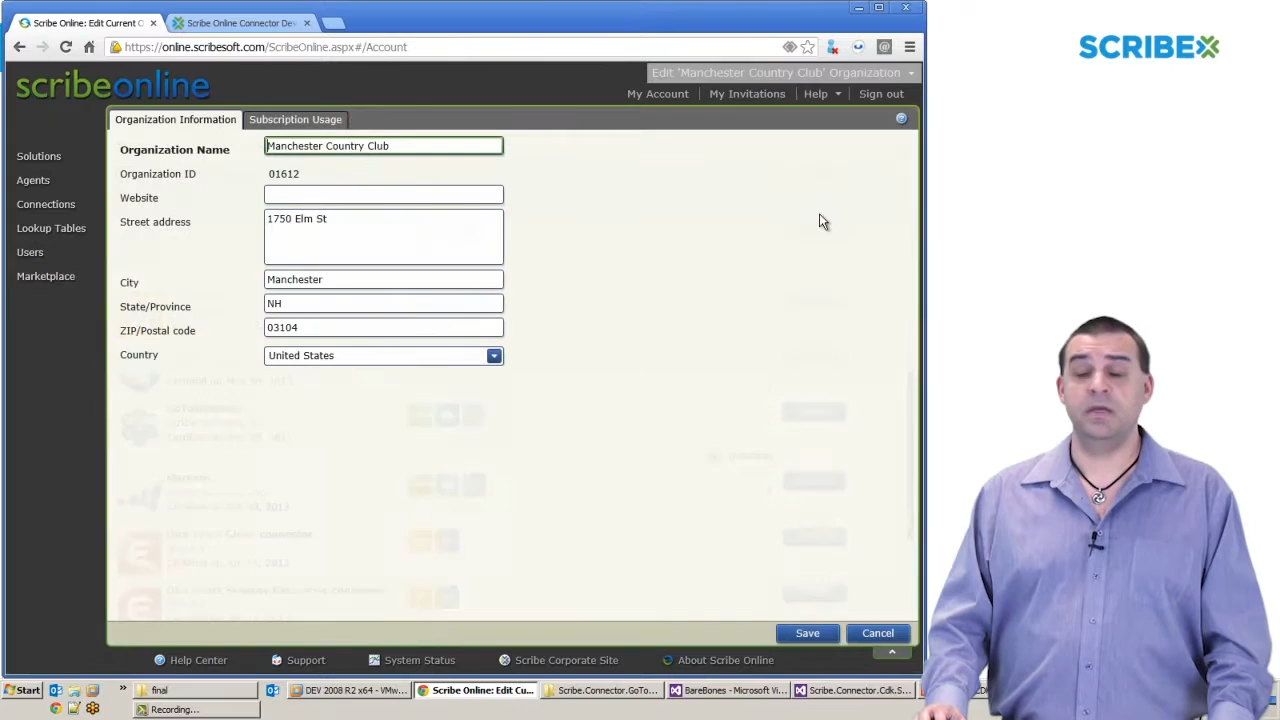 Scribe Online: Edit Current O
Scribe Online Connector Dev
SCRIBE
https://online.scribesoft.com/ScribeOnline.aspx#/Account
scribeonline
Edit 'Manchester Country Club' Organization
My Account
My Invitations
Help
Sign out
Organization Information
Subscription Usage
Solutions
Agents
Connections
Lookup Tables
Users
Marketplace
Organization Name
Manchester Country Club
Organization ID
01612
Website
Street address
1750 Elm St
City
Manchester
State/Province
NH
ZIP/Postal code
03104
Country
United States
Save
Cancel
Help Center
Support
System Status
Scribe Corporate Site
About Scribe Online
Start
final
DEV 2008 R2 x64 - VMw...
Scribe Online: Edit Cu...
Scribe.Connector.GoTo...
BareBones - Microsoft Vi...
Scribe.Connector.Cdk.S...
Recording...